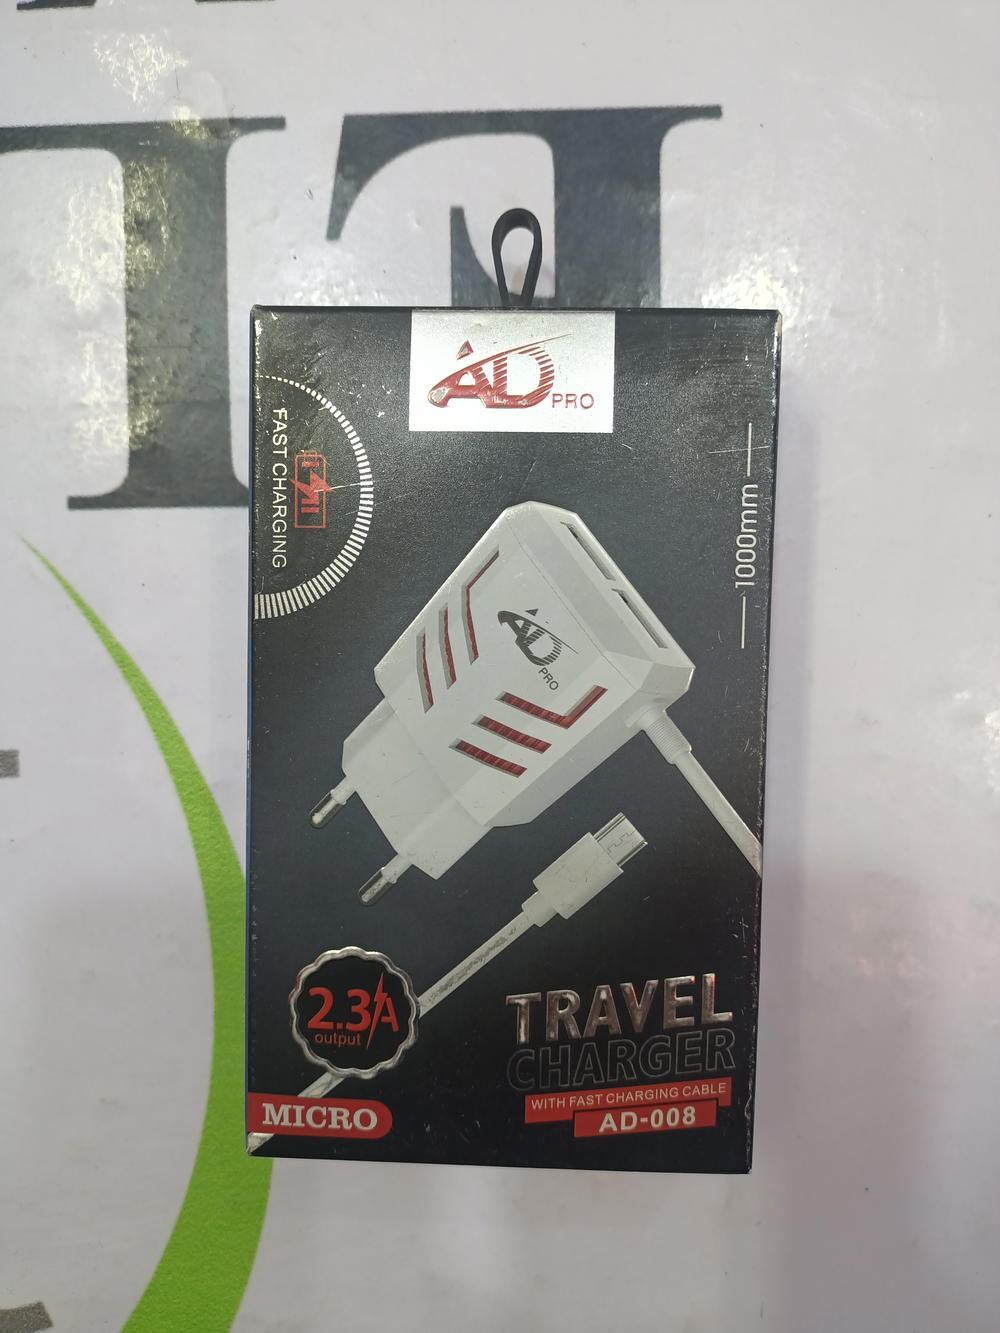 AD PRO
FAST CHARGING
1000mm
AD
PRO
2.3A
output
TRAVEL
CHARGER
WITH FAST CHARGING CABLE
AD-008
MICRO